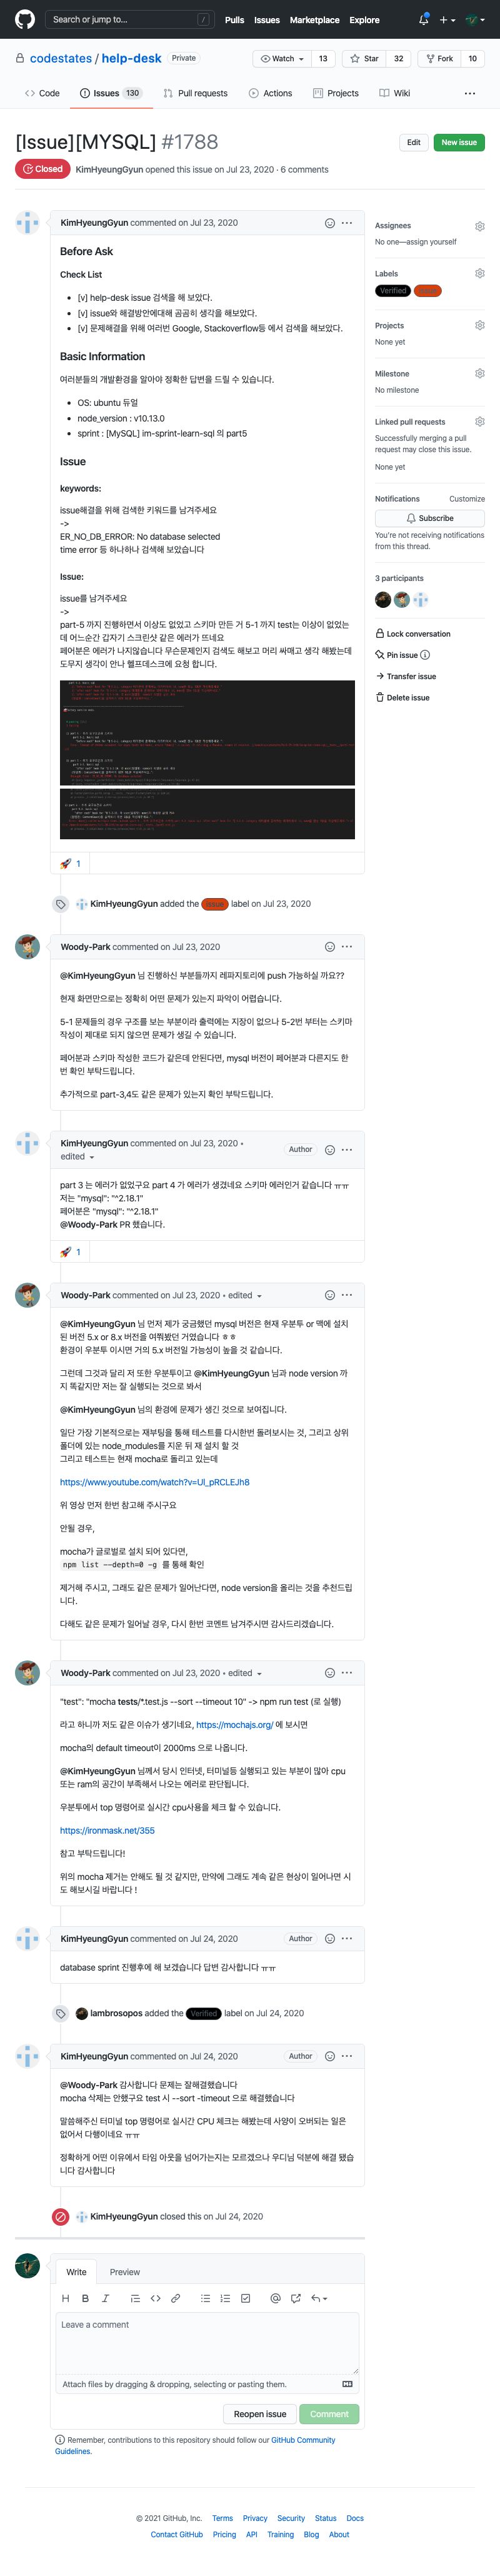 Search or jump to...
/
Pulls Issues Marketplace Explore
codestates / help-desk Private
Watch 13
Star 32
Fork 10
Code
Issues 130
Pull requests
Actions
Projects
Wiki
[Issue][MYSQL] #1788
Edit
New issue
Closed
KimHyeungGyun opened this issue on Jul 23, 2020 · 6 comments
KimHyeungGyun commented on Jul 23, 2020
Before Ask
Check List
[v] help-desk issue 검색을 해 보았다.
[v] issue와 해결방안에대해 곰곰히 생각을 해보았다.
[v] 문제해결을 위해 여러번 Google, Stackoverflow등 에서 검색을 해보았다.
Basic Information
여러분들의 개발환경을 알아야 정확한 답변을 드릴 수 있습니다.
OS: ubuntu 듀얼
node_version : v10.13.0
sprint : [MySQL] im-sprint-learn-sql 의 part5
Issue
keywords:
issue해결을 위해 검색한 키워드를 남겨주세요
->
ER_NO_DB_ERROR: No database selected
time error 등 하나하나 검색해 보았습니다
Issue:
issue를 남겨주세요
->
part-5 까지 진행하면서 이상도 없었고 스키마 만든 거 5-1 까지 test는 이상이 없었는
데 어느순간 갑자기 스크린샷 같은 에러가 뜨네요
페어분은 에러가 나지않습니다 무슨문제인지 검색도 해보고 머리 싸매고 생각 해봤는데
도무지 생각이 안나 헬프데스크에 요청 합니다.
1
KimHyeungGyun added the issue label on Jul 23, 2020
Woody-Park commented on Jul 23, 2020
@KimHyeungGyun 님 진행하신 부분들까지 레파지토리에 push 가능하실 까요??
현재 화면만으로는 정확히 어떤 문제가 있는지 파악이 어렵습니다.
5-1 문제들의 경우 구조를 보는 부분이라 출력에는 지장이 없으나 5-2번 부터는 스키마
작성이 제대로 되지 않으면 문제가 생길 수 있습니다.
페어분과 스키마 작성한 코드가 같은데 안된다면, mysql 버전이 페어분과 다른지도 한
번 확인 부탁드립니다.
추가적으로 part-3,4도 같은 문제가 있는지 확인 부탁드립니다.
KimHyeungGyun commented on Jul 23, 2020 •
edited
Author
part 3 는 에러가 없었구요 part 4 가 에러가 생겼네요 스키마 에러인거 같습니다 ㅠㅠ
저는 "mysql": "^2.18.1"
페어분은 "mysql": "^2.18.1"
@Woody-Park PR 했습니다.
1
Woody-Park commented on Jul 23, 2020 • edited
@KimHyeungGyun 님 먼저 제가 궁금했던 mysql 버전은 현재 우분투 or 맥에 설치
된 버전 5.x or 8.x 버전을 여쭤봤던 거였습니다 ㅎㅎ
환경이 우분투 이시면 거의 5.x 버전일 가능성이 높을 것 같습니다.
그런데 그것과 달리 저 또한 우분투이고 @KimHyeungGyun 님과 node version 까
지 똑같지만 저는 잘 실행되는 것으로 봐서
@KimHyeungGyun 님의 환경에 문제가 생긴 것으로 보여집니다.
일단 가장 기본적으로는 재부팅을 통해 테스트를 다시한번 돌려보시는 것, 그리고 상위
폴더에 있는 node_modules를 지운 뒤 재 설치 할 것
그리고 테스트는 현재 mocha로 돌리고 있는데
https://www.youtube.com/watch?v=Ul_pRCLEJh8
위 영상 먼저 한번 참고해 주시구요
안될 경우,
mocha가 글로벌로 설치 되어 있다면,
npm list --depth=0 -g 를 통해 확인
제거해 주시고, 그래도 같은 문제가 일어난다면, node version을 올리는 것을 추천드립
니다.
다해도 같은 문제가 일어날 경우, 다시 한번 코멘트 남겨주시면 감사드리겠습니다.
Woody-Park commented on Jul 23, 2020 • edited
"test": "mocha tests/*.test.js --sort --timeout 10" -> npm run test (로 실행)
라고 하니까 저도 같은 이슈가 생기네요, https://mochajs.org/ 에 보시면
mocha의 default timeout이 2000ms 으로 나옵니다.
@KimHyeungGyun 님께서 당시 인터넷, 터미널등 실행되고 있는 부분이 많아 cpu
또는 ram의 공간이 부족해서 나오는 에러로 판단됩니다.
우분투에서 top 명령어로 실시간 cpu사용을 체크 할 수 있습니다.
https://ironmask.net/355
참고 부탁드립니다!
위의 mocha 제거는 안해도 될 것 같지만, 만약에 그래도 계속 같은 현상이 일어나면 시
도 해보시길 바랍니다 !
KimHyeungGyun commented on Jul 24, 2020
Author
database sprint 진행후에 해 보겠습니다 답변 감사합니다 ㅠㅠ
lambrosopos added the Verified label on Jul 24, 2020
KimHyeungGyun commented on Jul 24, 2020
Author
@Woody-Park 감사합니다 문제는 잘해결했습니다
mocha 삭제는 안했구요 test 시 --sort -timeout 으로 해결했습니다
말씀해주신 터미널 top 명령어로 실시간 CPU 체크는 해봤는데 사양이 오버되는 일은
없어서 다행이네요 ㅠㅠ
정확하게 어떤 이유에서 타임 아웃을 넘어가는지는 모르겠으나 우디님 덕분에 해결 됐습
니다 감사합니다
KimHyeungGyun closed this on Jul 24, 2020
Write
Preview
Leave a comment
Attach files by dragging & dropping, selecting or pasting them.
Reopen issue
Comment
Remember, contributions to this repository should follow our GitHub Community
Guidelines.
Assignees
No one—assign yourself
Labels
Verified issue
Projects
None yet
Milestone
No milestone
Linked pull requests
Successfully merging a pull
request may close this issue.
None yet
Notifications Customize
Subscribe
You're not receiving notifications
from this thread.
3 participants
Lock conversation
Pin issue
Transfer issue
Delete issue
© 2021 GitHub, Inc. Terms Privacy Security Status Docs
Contact GitHub Pricing API Training Blog About